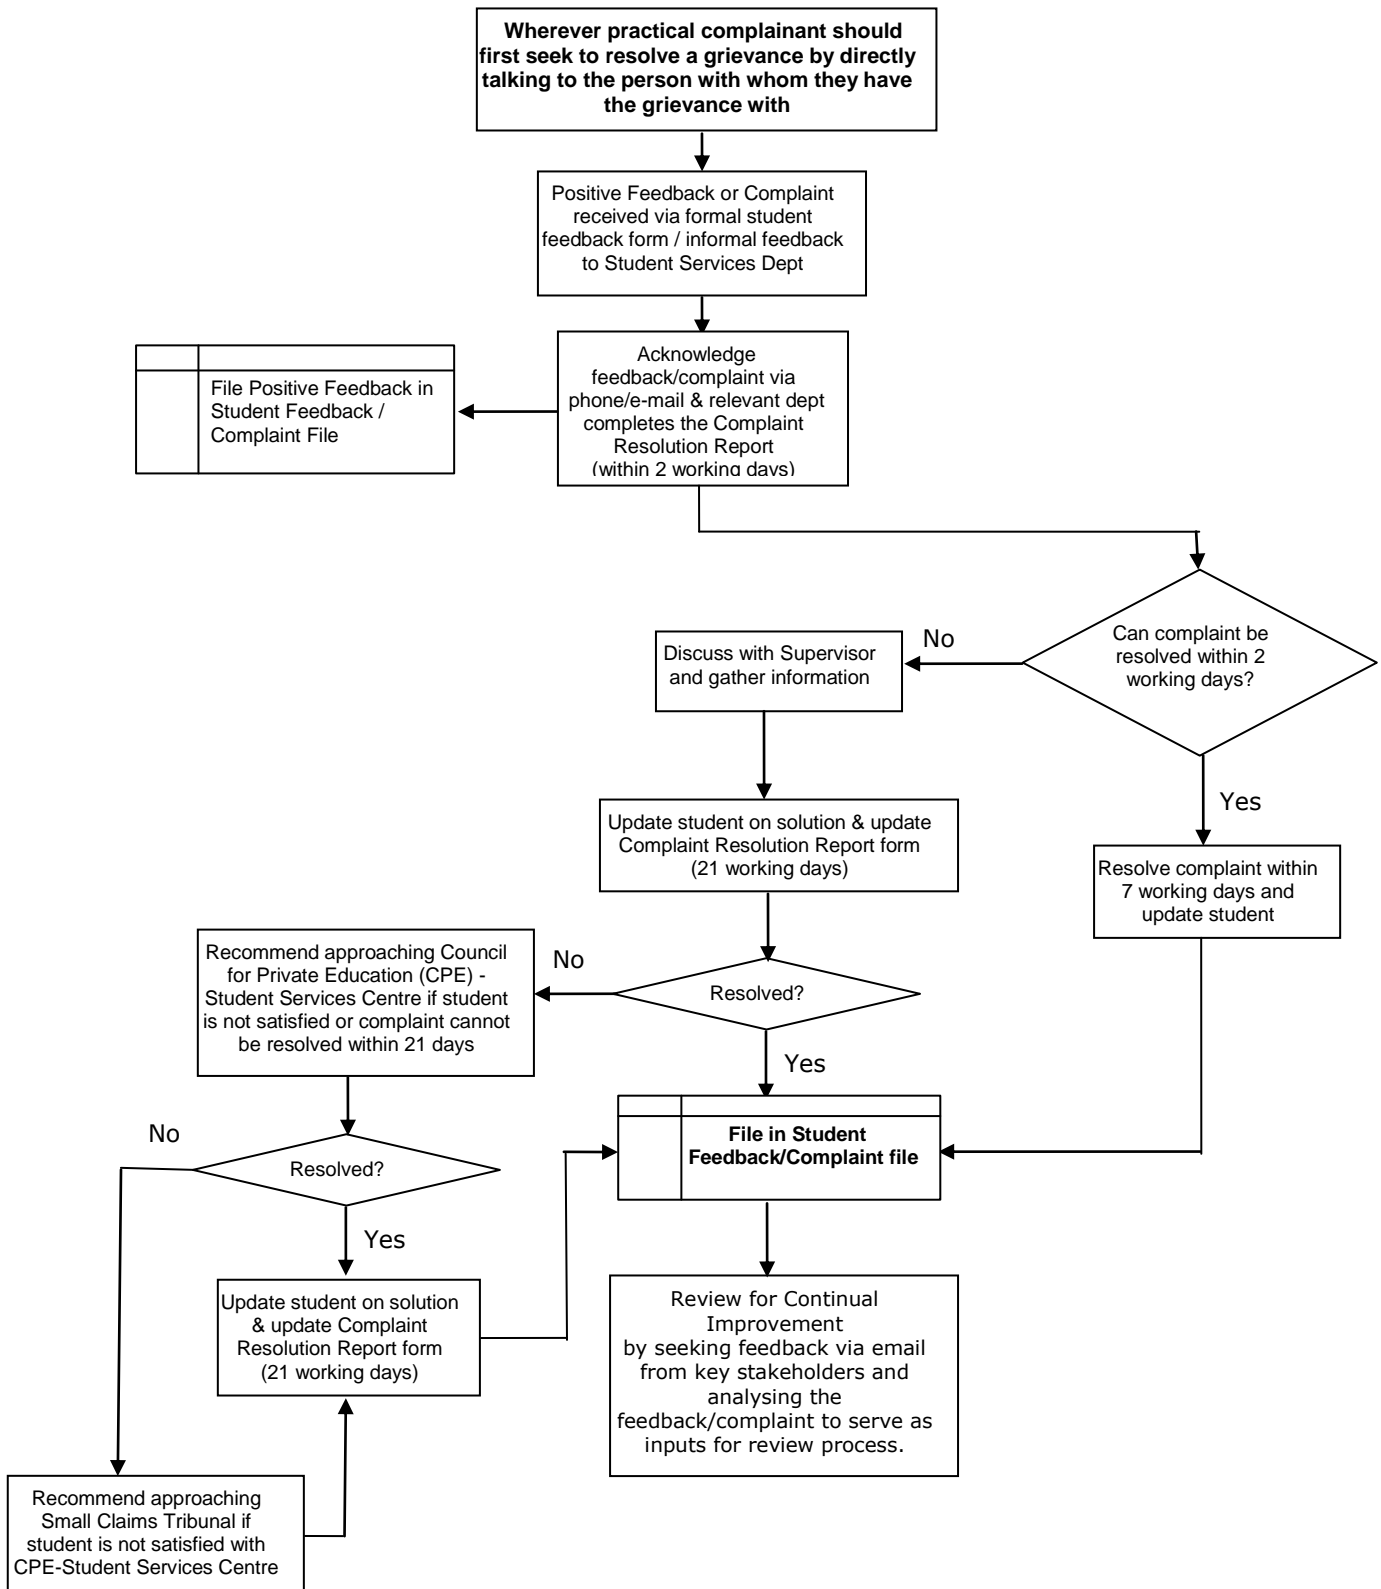 Wherever practical complainant should
first seek to resolve a grievance by directly
talking to the person with whom they have
the grievance with
Positive Feedback or Complaint
received via formal student
feedback form / informal feedback
to Student Services Dept
Acknowledge
feedback/complaint via
phone/e-mail & relevant dept
completes the Complaint
Resolution Report
(within 2 working days)
File Positive Feedback in
Student Feedback /
Complaint File
Can complaint be
resolved within 2
working days?
No
Discuss with Supervisor
and gather information
Yes
Update student on solution & update
Complaint Resolution Report form
(21 working days)
Resolve complaint within
7 working days and
update student
Recommend approaching Council
for Private Education (CPE) -
Student Services Centre if student
is not satisfied or complaint cannot
be resolved within 21 days
No
Resolved?
Yes
File in Student
Feedback/Complaint file
No
Resolved?
Yes
Update student on solution
& update Complaint
Resolution Report form
(21 working days)
Review for Continual
Improvement
by seeking feedback via email
from key stakeholders and
analysing the
feedback/complaint to serve as
inputs for review process.
Recommend approaching
Small Claims Tribunal if
student is not satisfied with
CPE-Student Services Centre